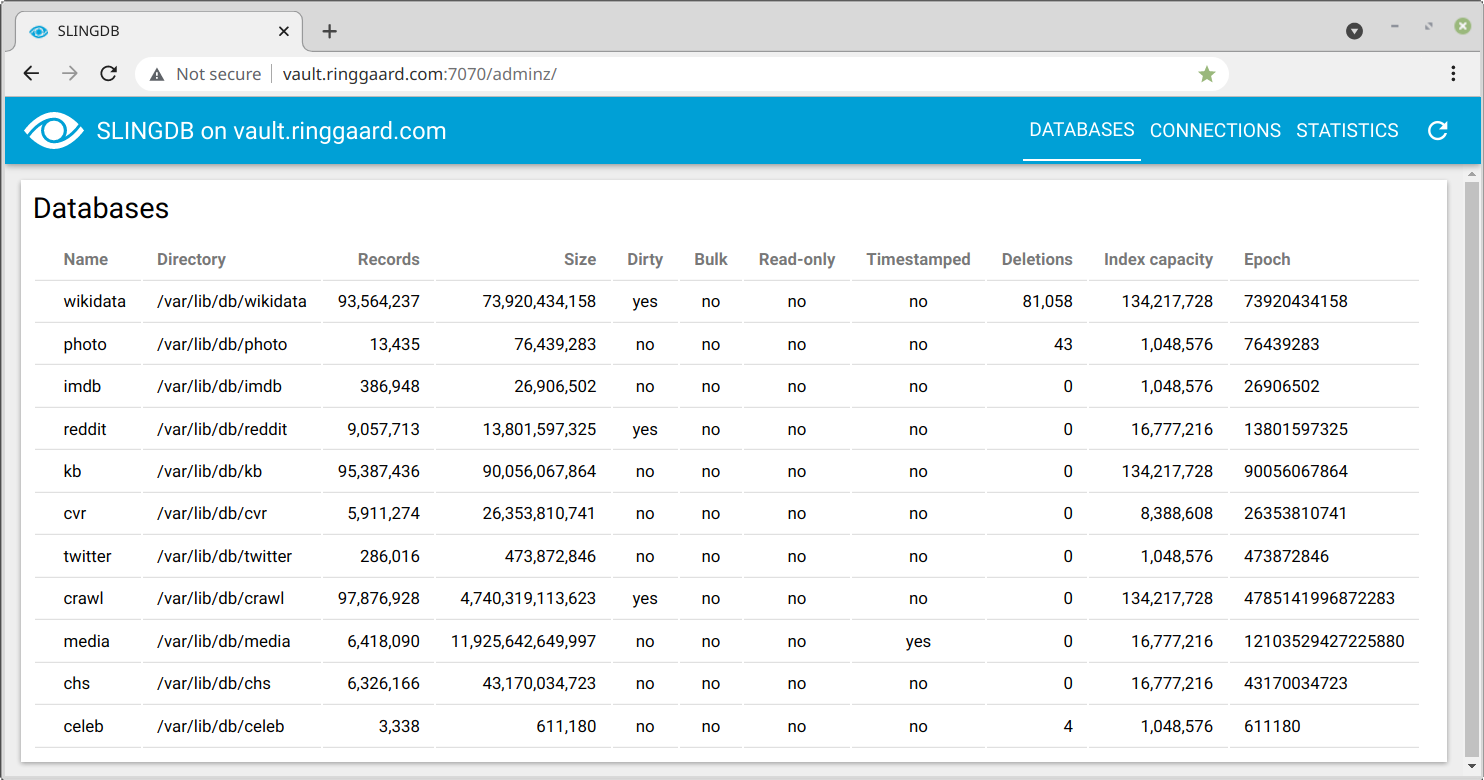 SLINGDB
Not secure vault.ringgaard.com:7070/adminz/
SLINGDB on vault.ringgaard.com DATABASES CONNECTIONS STATISTICS
Databases
Name Directory Records Size Dirty Bulk Read-only Timestamped Deletions Index capacity Epoch
wikidata /var/lib/db/wikidata 93,564,237 73,920,434,158 yes no no no 81,058 134,217,728 73920434158
photo /var/lib/db/photo 13,435 76,439,283 no no no no 43 1,048,576 76439283
imdb /var/lib/db/imdb 386,948 26,906,502 no no no no 0 1,048,576 26906502
reddit /var/lib/db/reddit 9,057,713 13,801,597,325 yes no no no 0 16,777,216 13801597325
kb /var/lib/db/kb 95,387,436 90,056,067,864 no no no no 0 134,217,728 90056067864
cvr /var/lib/db/cvr 5,911,274 26,353,810,741 no no no no 0 8,388,608 26353810741
twitter /var/lib/db/twitter 286,016 473,872,846 no no no no 0 1,048,576 473872846
crawl /var/lib/db/crawl 97,876,928 4,740,319,113,623 yes no no no 0 134,217,728 4785141996872283
media /var/lib/db/media 6,418,090 11,925,642,649,997 no no no yes 0 16,777,216 12103529427225880
chs /var/lib/db/chs 6,326,166 43,170,034,723 no no no no 0 16,777,216 43170034723
celeb /var/lib/db/celeb 3,338 611,180 no no no no 4 1,048,576 611180